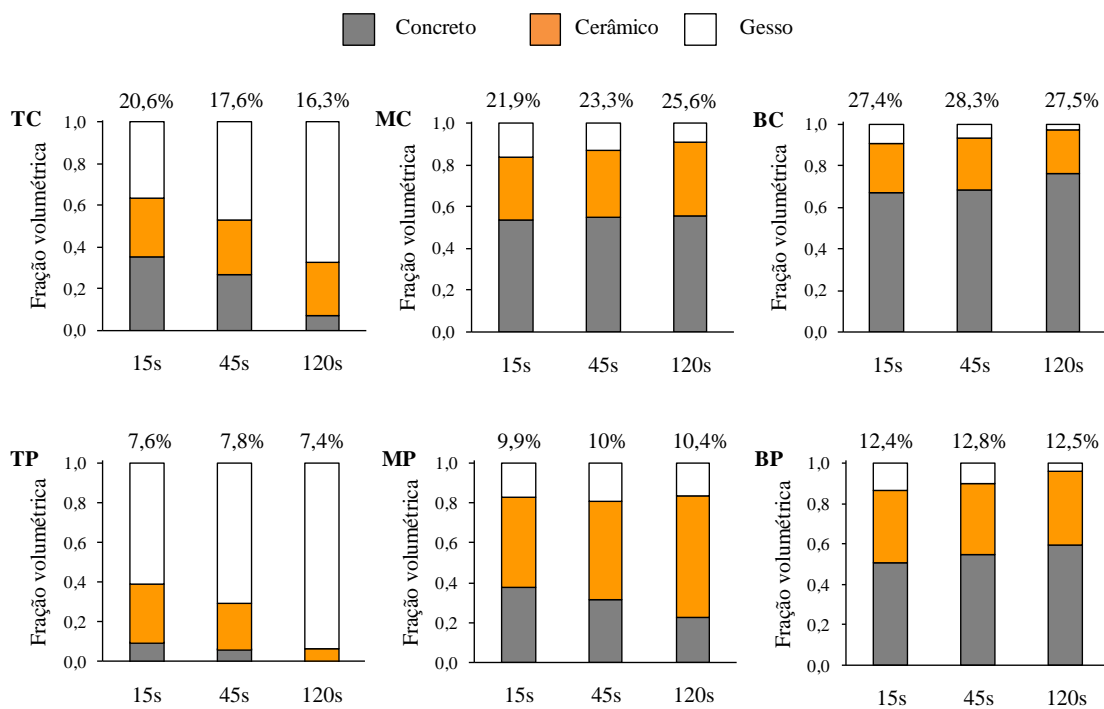 Concreto Cerâmico Gesso
TC
20,6% 17,6% 16,3%
Fração volumétrica
1,0
0,8
0,6
0,4
0,2
0,0
15s 45s 120s
MC
21,9% 23,3% 25,6%
Fração volumétrica
1,0
0,8
0,6
0,4
0,2
0,0
15s 45s 120s
BC
27,4% 28,3% 27,5%
Fração volumétrica
1,0
0,8
0,6
0,4
0,2
0,0
15s 45s 120s
TP
7,6% 7,8% 7,4%
Fração volumétrica
1,0
0,8
0,6
0,4
0,2
0,0
15s 45s 120s
MP
9,9% 10% 10,4%
Fração volumétrica
1,0
0,8
0,6
0,4
0,2
0,0
15s 45s 120s
BP
12,4% 12,8% 12,5%
Fração volumétrica
1,0
0,8
0,6
0,4
0,2
0,0
15s 45s 120s